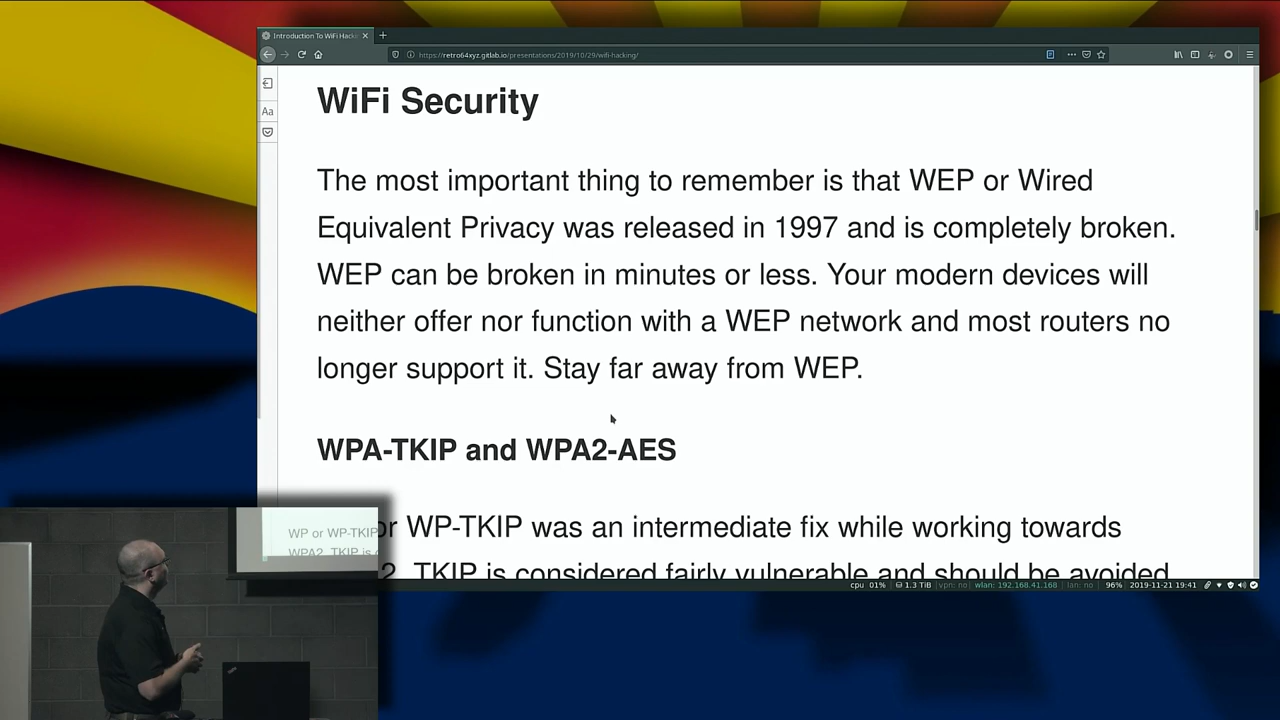 Introduction To WiFi Hack
https://retro64xyz.gitlab.io/presentations/2019/10/29/wifi-hacking/
Aa
WiFi Security
The most important thing to remember is that WEP or Wired
Equivalent Privacy was released in 1997 and is completely broken.
WEP can be broken in minutes or less. Your modern devices will
neither offer nor function with a WEP network and most routers no
longer support it. Stay far away from WEP.
WPA-TKIP and WPA2-AES
or WP-TKIP was an intermediate fix while working towards
2. TKIP is considered fairly vulnerable and should be avoided
WP or WP-TKIP
WPA2. TKIP is
cpu 01% 1.3 TiB vpn: no wlan: 192.168.41.168 lan: no 96% 2019-11-21 19:41